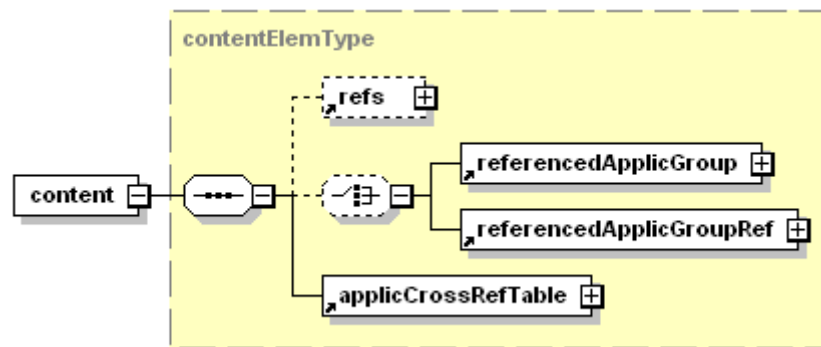 contentElemType
refs
referencedApplicGroup
content
referencedApplicGroupRef
applicCrossRefTable